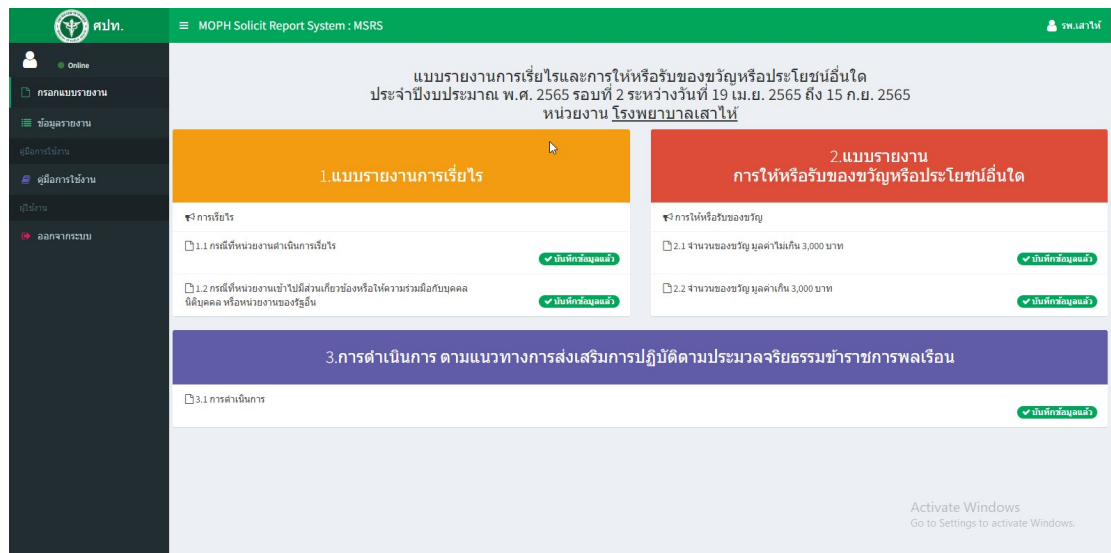 ศปท.
MOPH Solicit Report System : MSRS
รพ.เสาไห้
Online
กรอกแบบรายงาน
ข้อมูลรายงาน
คู่มือการใช้งาน
คู่มือการใช้งาน
ผู้ใช้งาน
ออกจากระบบ
แบบรายงานการเรี่ยไรและการให้หรือรับของขวัญหรือประโยชน์อื่นใด
ประจำปีงบประมาณ พ.ศ. 2565 รอบที่ 2 ระหว่างวันที่ 19 เม.ย. 2565 ถึง 15 ก.ย. 2565
หน่วยงาน โรงพยาบาลเสาไห้
1.แบบรายงานการเรี่ยไร
การเรี่ยไร
1.1 กรณีที่หน่วยงานดำเนินการเรี่ยไร
บันทึกข้อมูลแล้ว
1.2 กรณีที่หน่วยงานเข้าไปมีส่วนเกี่ยวข้องหรือให้ความร่วมมือกับบุคคล
นิติบุคคล หรือหน่วยงานของรัฐอื่น
บันทึกข้อมูลแล้ว
2.แบบรายงาน
การให้หรือรับของขวัญหรือประโยชน์อื่นใด
การให้หรือรับของขวัญ
2.1 จำนวนของขวัญ มูลค่าไม่เกิน 3,000 บาท
บันทึกข้อมูลแล้ว
2.2 จำนวนของขวัญ มูลค่าเกิน 3,000 บาท
บันทึกข้อมูลแล้ว
3.การดำเนินการ ตามแนวทางการส่งเสริมการปฏิบัติตามประมวลจริยธรรมข้าราชการพลเรือน
3.1 การดำเนินการ
บันทึกข้อมูลแล้ว
Activate Windows
Go to Settings to activate Windows.